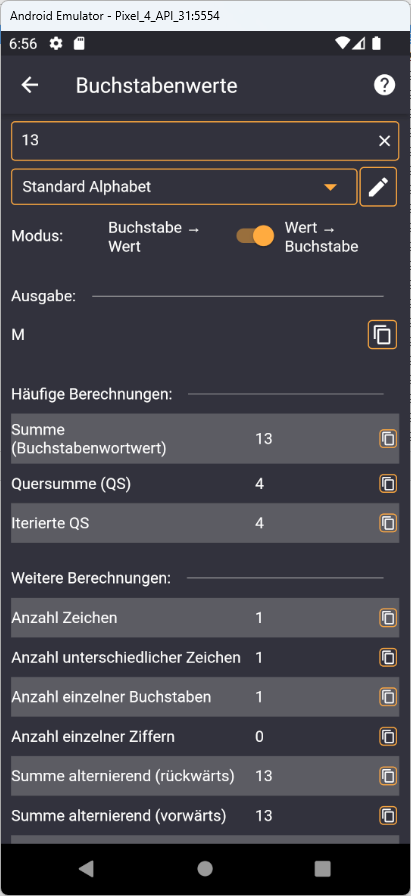 Android Emulator - Pixel_4_API_31:5554
6:56
Buchstabenwerte
13
Standard Alphabet
Modus:
Buchstabe →
Wert
Wert →
Buchstabe
Ausgabe:
M
Häufige Berechnungen:
Summe
(Buchstabenwortwert)
13
Quersumme (QS) 4
Iterierte QS 4
Weitere Berechnungen:
Anzahl Zeichen 1
Anzahl unterschiedlicher Zeichen 1
Anzahl einzelner Buchstaben 1
Anzahl einzelner Ziffern 0
Summe alternierend (rückwärts) 13
Summe alternierend (vorwärts) 13